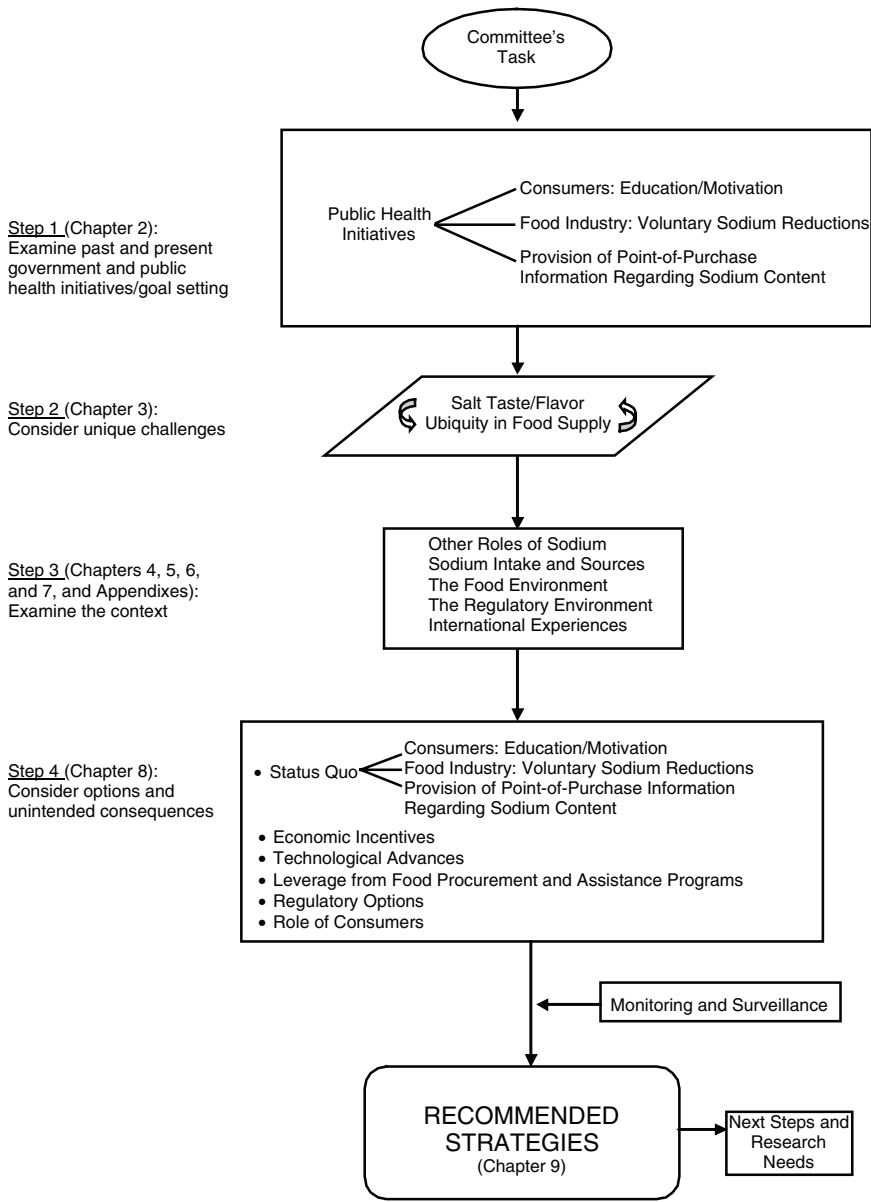 Committee's
Task
Step 1 (Chapter 2):
Examine past and present
government and public
health initiatives/goal setting
Public Health
Initiatives
Consumers: Education/Motivation
Food Industry: Voluntary Sodium Reductions
Provision of Point-of-Purchase
Information Regarding Sodium Content
Step 2 (Chapter 3):
Consider unique challenges
Salt Taste/Flavor
Ubiquity in Food Supply
Step 3 (Chapters 4, 5, 6,
and 7, and Appendixes):
Examine the context
Other Roles of Sodium
Sodium Intake and Sources
The Food Environment
The Regulatory Environment
International Experiences
Step 4 (Chapter 8):
Consider options and
unintended consequences
• Status Quo
Consumers: Education/Motivation
Food Industry: Voluntary Sodium Reductions
Provision of Point-of-Purchase Information
Regarding Sodium Content
• Economic Incentives
• Technological Advances
• Leverage from Food Procurement and Assistance Programs
• Regulatory Options
• Role of Consumers
Monitoring and Surveillance
RECOMMENDED
STRATEGIES
(Chapter 9)
Next Steps and
Research
Needs